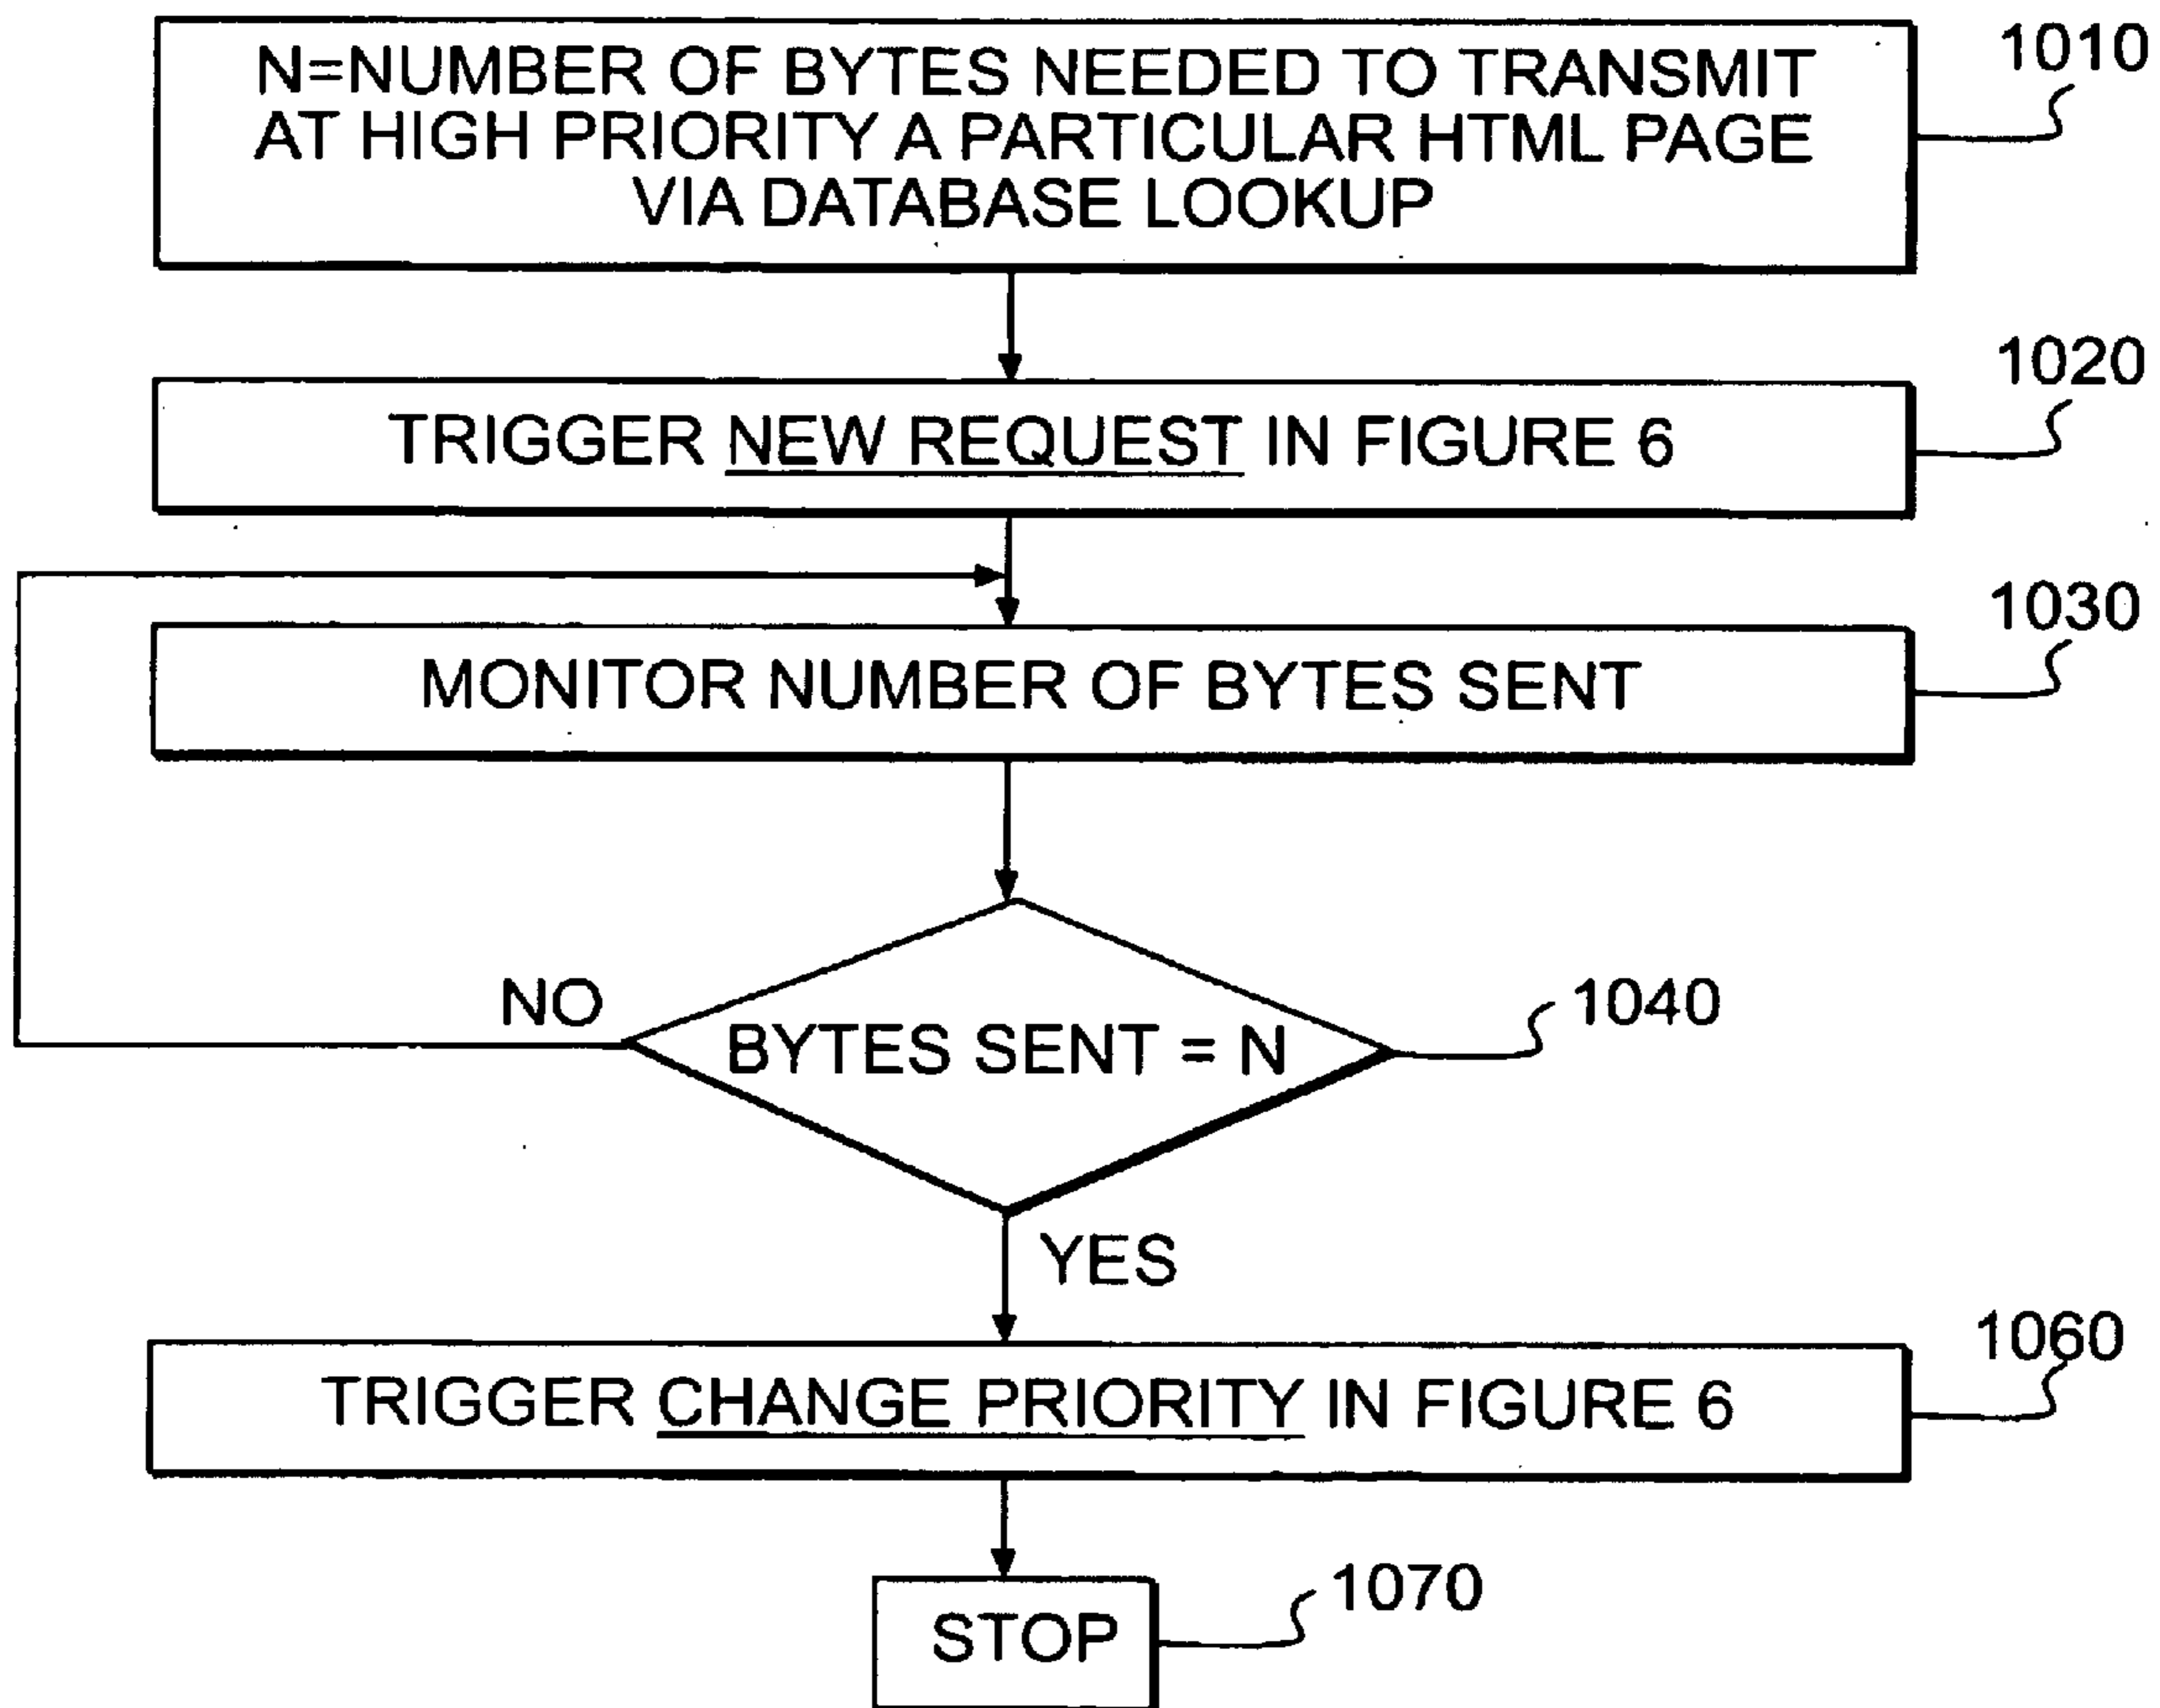 N=NUMBER OF BYTES NEEDED TO TRANSMIT
AT HIGH PRIORITY A PARTICULAR HTML PAGE
VIA DATABASE LOOKUP
1010
TRIGGER NEW REQUEST IN FIGURE 6
1020
MONITOR NUMBER OF BYTES SENT
1030
NO
BYTES SENT = N
1040
YES
TRIGGER CHANGE PRIORITY IN FIGURE 6
1060
STOP
1070